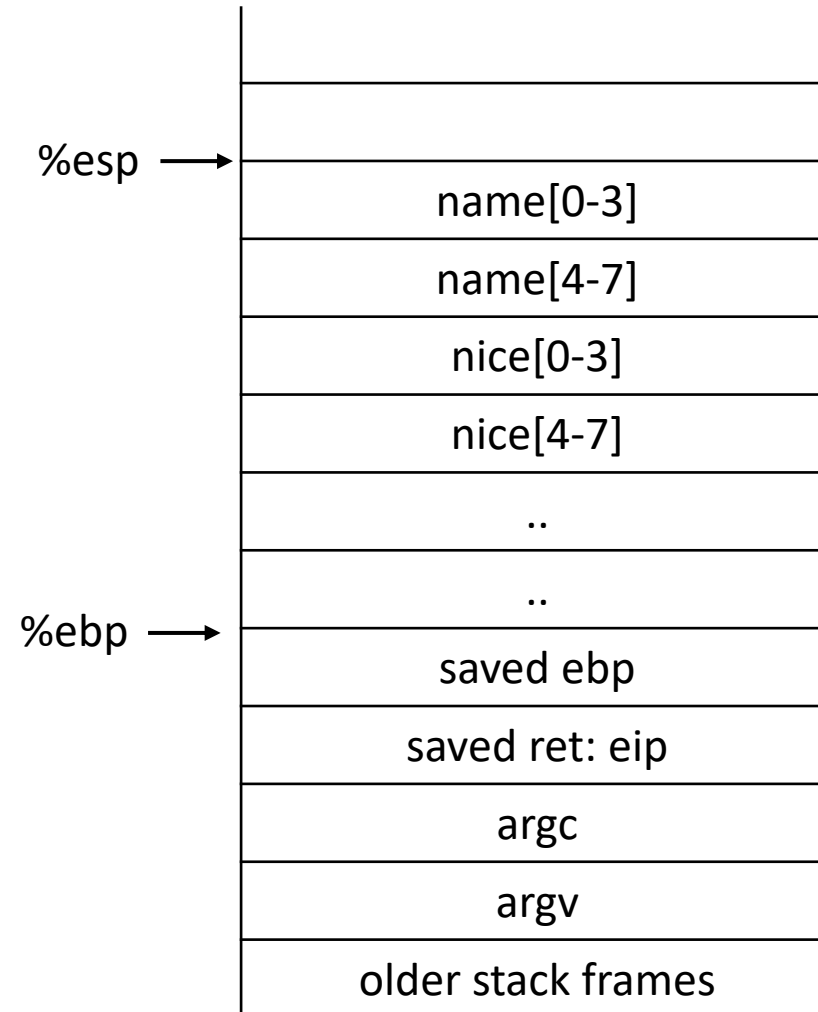 %esp
name[0-3]
name[4-7]
nice[0-3]
nice[4-7]
..
..
%ebp
saved ebp
saved ret: eip
argc
argv
older stack frames